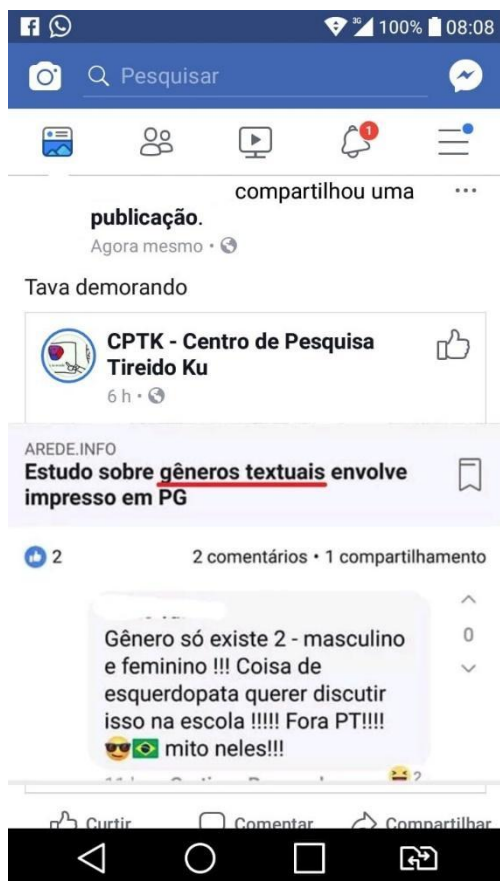 3G 100% 08:08
Pesquisar
1
compartilhou uma
publicação.
Agora mesmo •
Tava demorando
CPTK - Centro de Pesquisa
Tireido Ku
6 h •
AREDE.INFO
Estudo sobre gêneros textuais envolve
impresso em PG
2 2 comentários • 1 compartilhamento
Gênero só existe 2 - masculino
e feminino !!! Coisa de
esquerdopata querer discutir
isso na escola !!!!! Fora PT!!!!
😎🇧🇷 mito neles!!!
0
2
Curtir Comentar Compartilhar